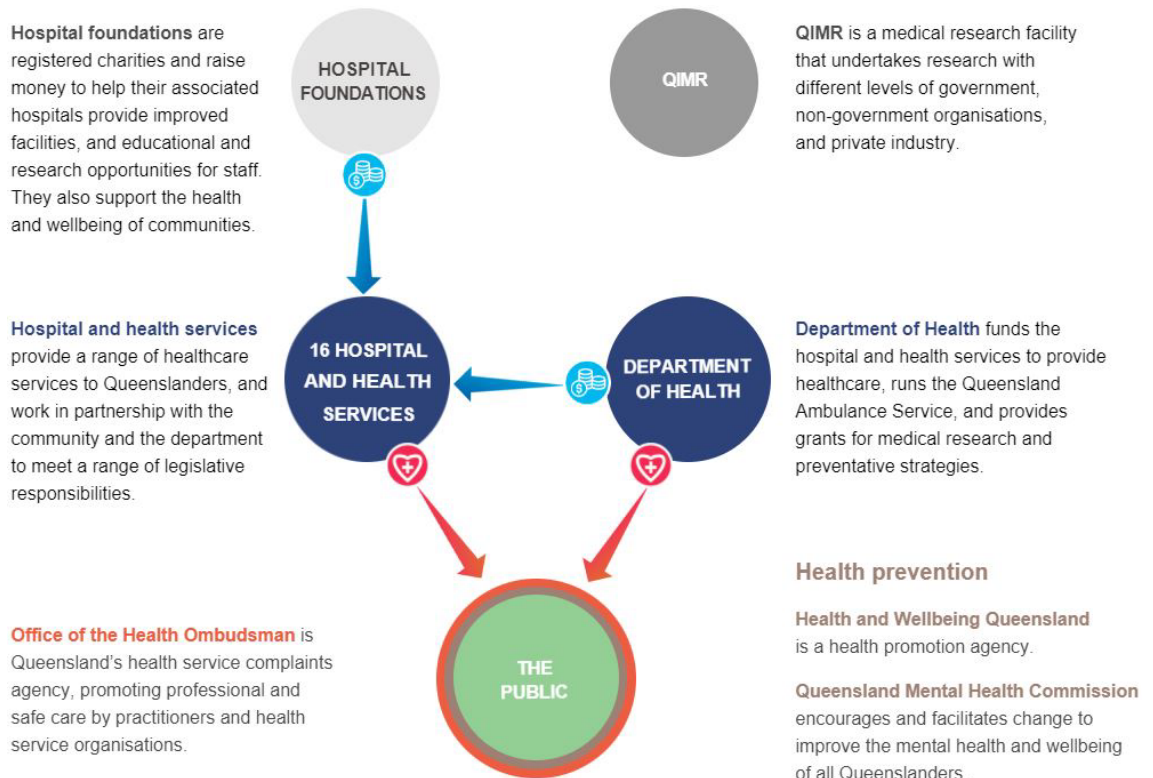 Hospital foundations are
registered charities and raise
money to help their associated
hospitals provide improved
facilities, and educational and
research opportunities for staff.
They also support the health
and wellbeing of communities.
HOSPITAL
FOUNDATIONS
QIMR
QIMR is a medical research facility
that undertakes research with
different levels of government,
non-government organisations,
and private industry.
Hospital and health services
provide a range of healthcare
services to Queenslanders, and
work in partnership with the
community and the department
to meet a range of legislative
responsibilities.
16 HOSPITAL
AND HEALTH
SERVICES
DEPARTMENT
OF HEALTH
Department of Health funds the
hospital and health services to provide
healthcare, runs the Queensland
Ambulance Service, and provides
grants for medical research and
preventative strategies.
Office of the Health Ombudsman is
Queensland's health service complaints
agency, promoting professional and
safe care by practitioners and health
service organisations.
THE
PUBLIC
Health prevention
Health and Wellbeing Queensland
is a health promotion agency.
Queensland Mental Health Commission
encourages and facilitates change to
improve the mental health and wellbeing
of all Queenslanders